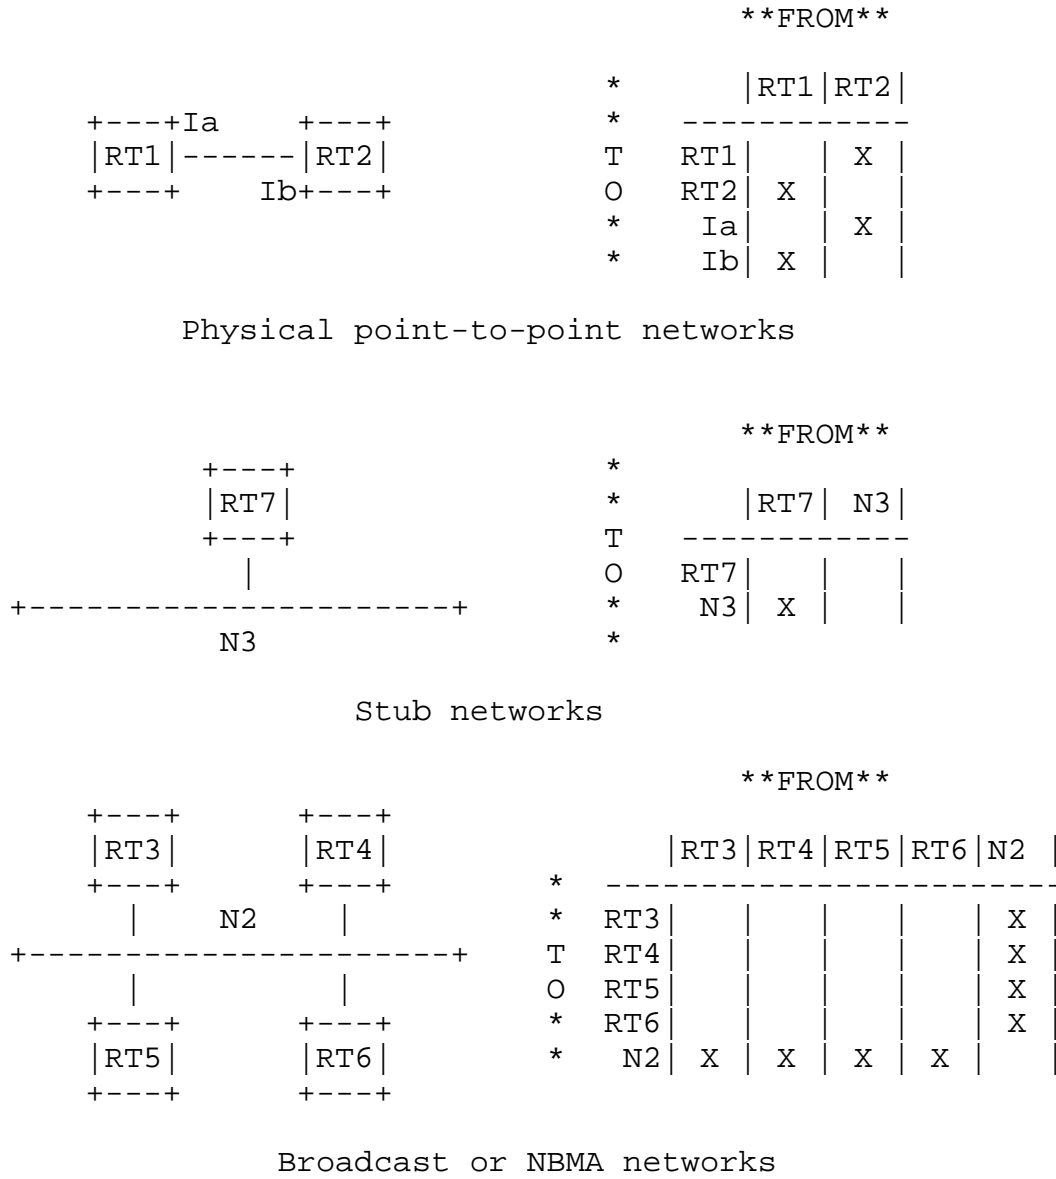 **FROM**

                               *      |RT1|RT2|
    +---+Ia    +---+           *   ------------
    |RT1|------|RT2|           T   RT1|   | X |
    +---+    Ib+---+           O   RT2| X |   |
                               *    Ia|   | X |
                               *    Ib| X |   |

         Physical point-to-point networks

                                      **FROM**
          +---+                *
          |RT7|                *      |RT7| N3|
          +---+                T   ------------
            |                  O   RT7|   |   |
+----------------------+       *    N3| X |   |
           N3                  *

                  Stub networks

                                      **FROM**
    +---+      +---+
    |RT3|      |RT4|              |RT3|RT4|RT5|RT6|N2 |
    +---+      +---+        *  ------------------------
      |    N2    |          *  RT3|   |   |   |   | X |
+----------------------+    T  RT4|   |   |   |   | X |
      |          |          O  RT5|   |   |   |   | X |
    +---+      +---+        *  RT6|   |   |   |   | X |
    |RT5|      |RT6|        *   N2| X | X | X | X |   |
    +---+      +---+

              Broadcast or NBMA networks